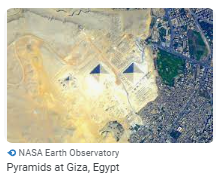 NASA Earth Observatory
Pyramids at Giza, Egypt